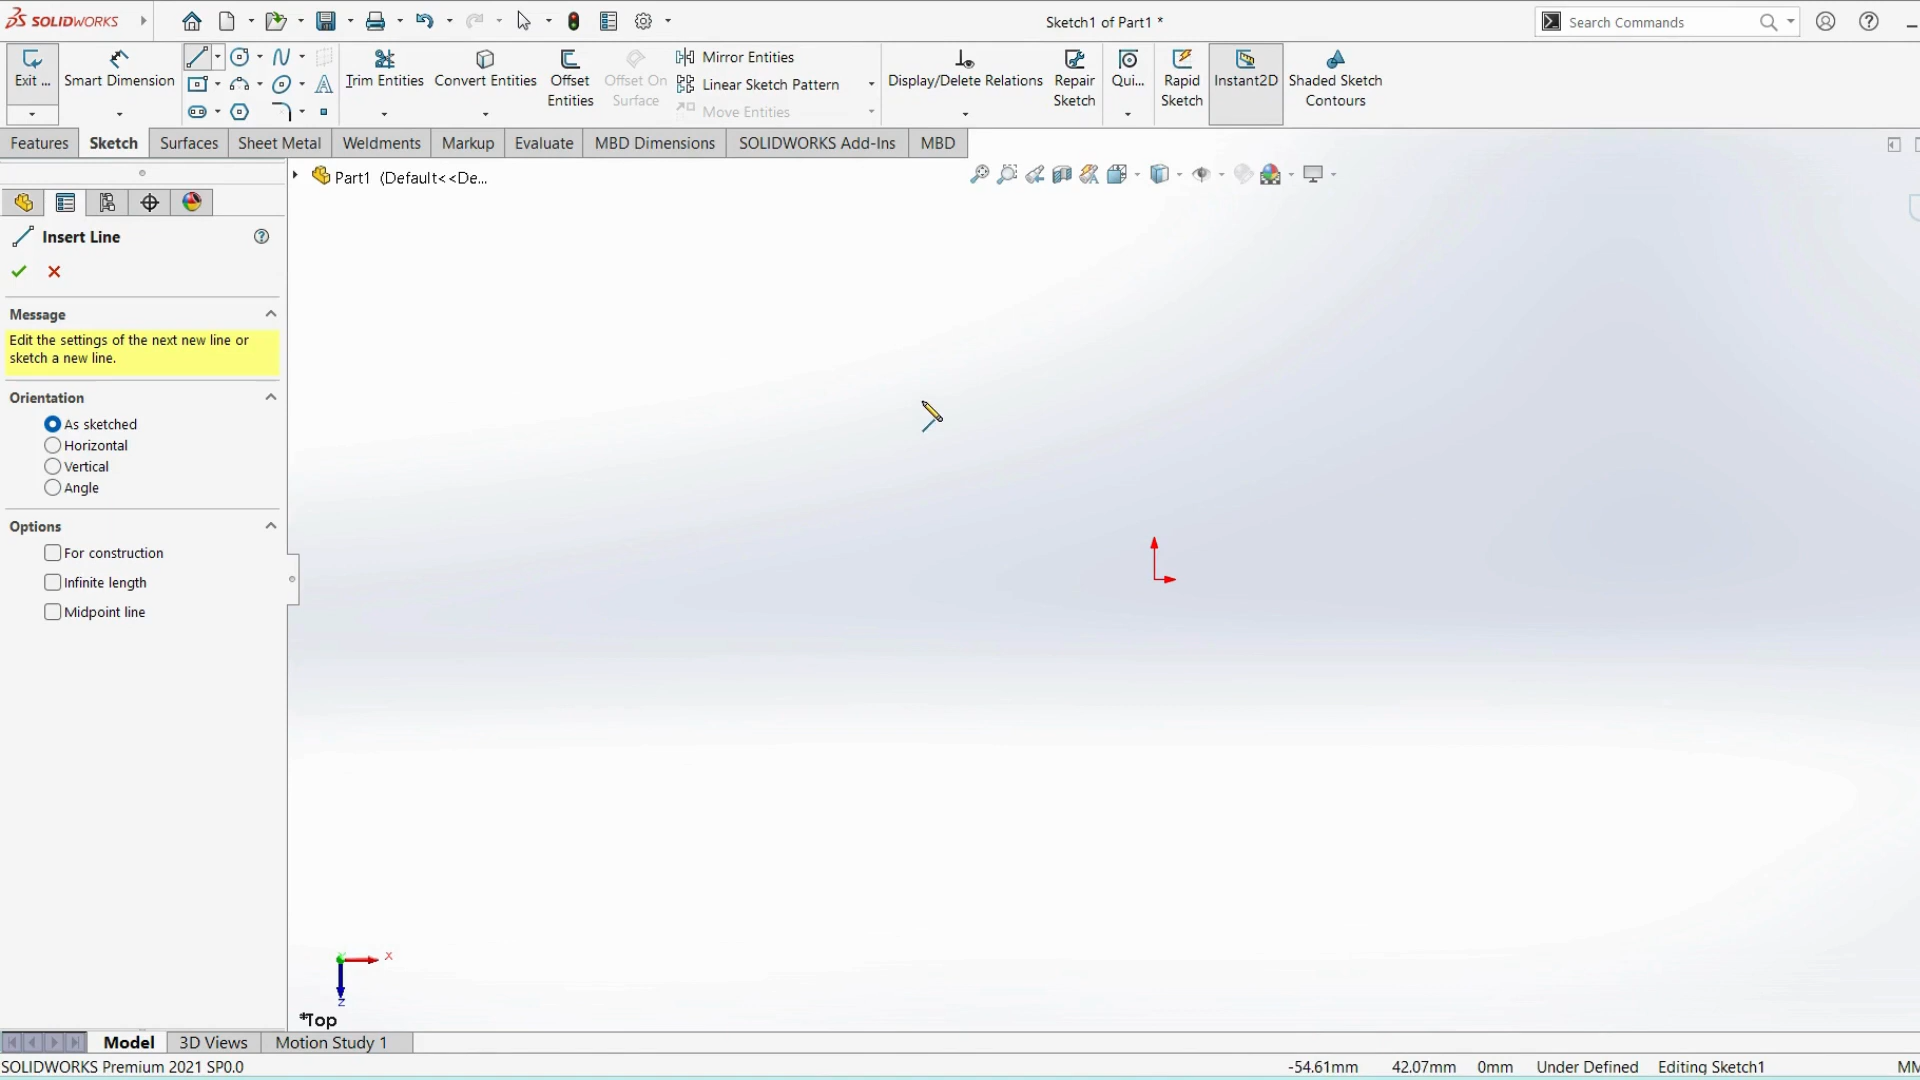 SOLIDWORKS
Sketch1 of Part1 *
Search Commands
Exit ...
Smart Dimension
Trim Entities
Convert Entities
Offset
Entities
Offset On
Surface
Mirror Entities
Linear Sketch Pattern
Move Entities
Display/Delete Relations
Repair
Sketch
Qui...
Rapid
Sketch
Instant2D
Shaded Sketch
Contours
Features
Sketch
Surfaces
Sheet Metal
Weldments
Markup
Evaluate
MBD Dimensions
SOLIDWORKS Add-Ins
MBD
Part1 (Default<<De...
Insert Line
Message
Edit the settings of the next new line or
sketch a new line.
Orientation
As sketched
Horizontal
Vertical
Angle
Options
For construction
Infinite length
Midpoint line
X
Z
*Top
Model
3D Views
Motion Study 1
SOLIDWORKS Premium 2021 SP0.0
-54.61mm
42.07mm
0mm
Under Defined
Editing Sketch1